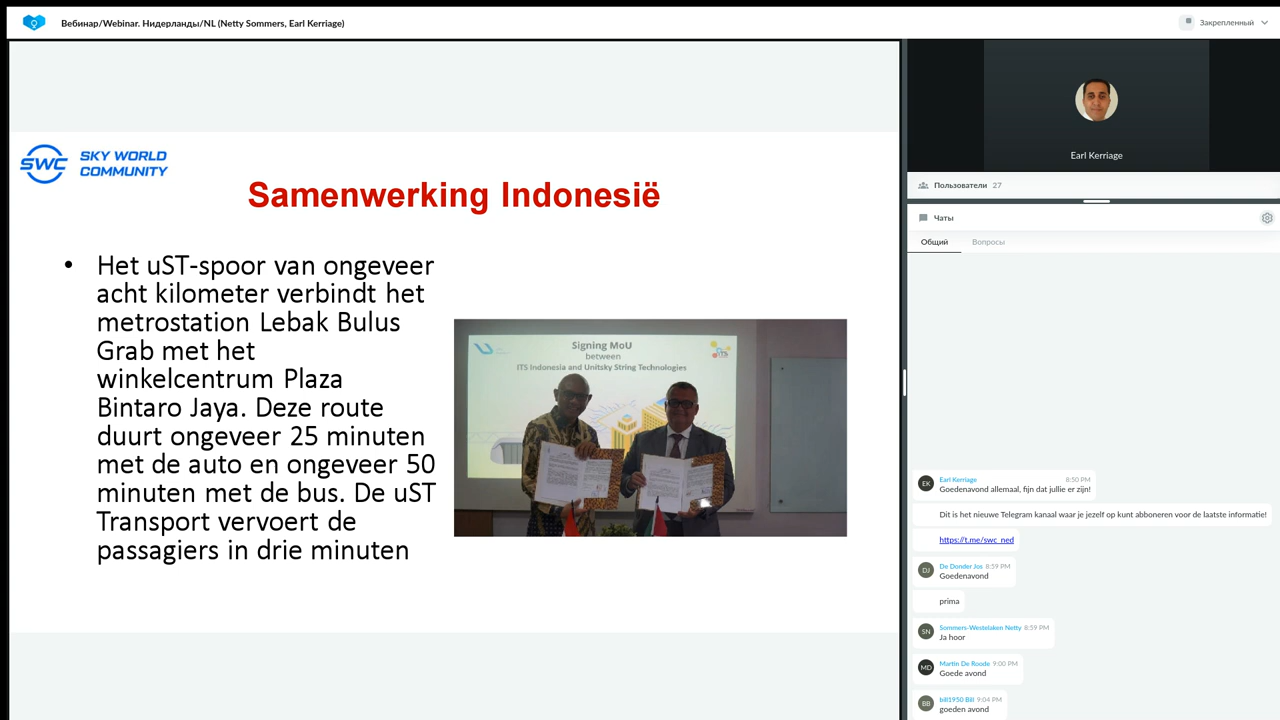 Вебинар/Webinar. Нидерланды/NL (Netty Sommers, Earl Kerriage)
Закрепленный
SWC SKY WORLD
COMMUNITY
Samenwerking Indonesië
• Het uST-spoor van ongeveer
acht kilometer verbindt het
metrostation Lebak Bulus
Grab met het
winkelcentrum Plaza
Bintaro Jaya. Deze route
duurt ongeveer 25 minuten
met de auto en ongeveer 50
minuten met de bus. De uST
Transport vervoert de
passagiers in drie minuten
Signing MoU
between
ITS Indonesia and Unitsky String Technologies
ITS
Earl Kerriage
Пользователи 27
Чаты
Общий Вопросы
EK Earl Kerriage 8:50 PM
Goedenavond allemaal, fijn dat jullie er zijn!
Dit is het nieuwe Telegram kanaal waar je jezelf op kunt abboneren voor de laatste informatie!
https://t.me/swc_ned
DJ De Donder Jos 8:59 PM
Goedenavond
prima
SN Sommers-Westelaken Netty 8:59 PM
Ja hoor
MD Martin De Roode 9:00 PM
Goede avond
BB bill1950 Bill 9:04 PM
goeden avond